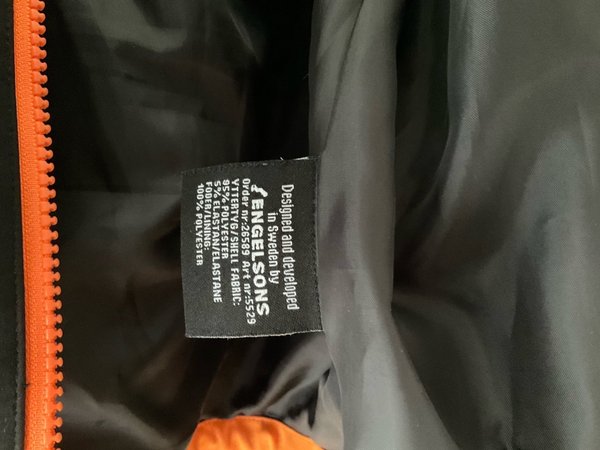 Designed and developed
in Sweden by
ENGELSONS
Order nr:26589 Art nr:5529
YTTERTYG/SHELL FABRIC:
95% POLYESTER
5% ELASTAN/ELASTANE
FODER/LINING:
100% POLYESTER